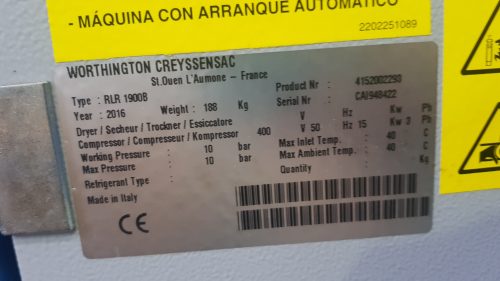 - MÁQUINA CON ARRANQUE AUTOMÁTICO
2202251089
WORTHINGTON CREYSSENSAC
St.Ouen L'Aumone - France
Type : RLR 1900B
Product Nr : 4152002293
Year : 2016 Weight : 188 Kg
Serial Nr : CAI948422
Dryer / Secheur / Trockner / Essiccatore V Hz Kw Ph
Compressor / Compresseur / Kompressor 400 V 50 Hz 15 Kw 3 Ph
Working Pressure : 10 bar
Max Inlet Temp. : 40 C
Max Pressure : 10 bar
Max Ambient Temp. : 40 C
Refrigerant Type :
Quantity Kg
Made in Italy
CE